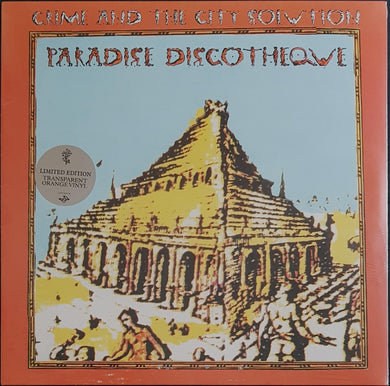 CRIME AND THE CITY SOLUTION
PARADISE DISCOTHEQUE
LIMITED EDITION
TRANSPARENT
ORANGE VINYL